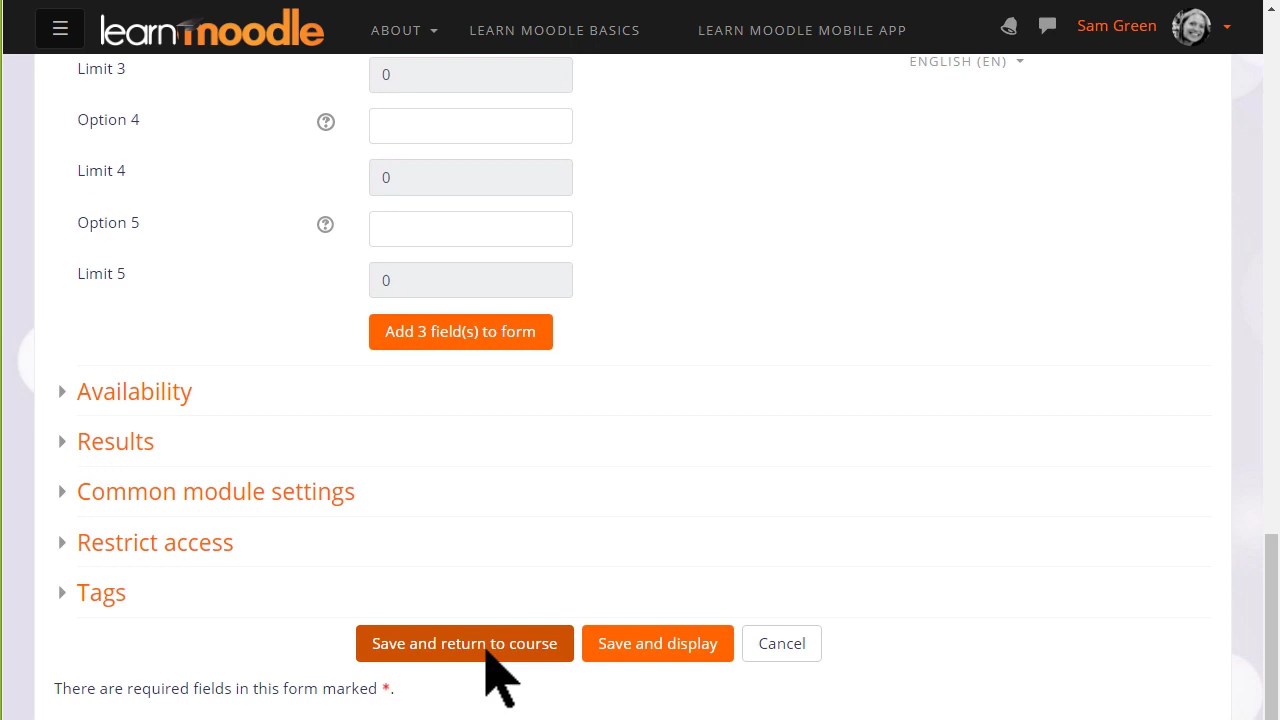 learn moodle
ABOUT LEARN MOODLE BASICS LEARN MOODLE MOBILE APP Sam Green
ENGLISH (EN)
Limit 3 0
Option 4
Limit 4 0
Option 5
Limit 5 0
Add 3 field(s) to form
Availability
Results
Common module settings
Restrict access
Tags
Save and return to course Save and display Cancel
There are required fields in this form marked *.